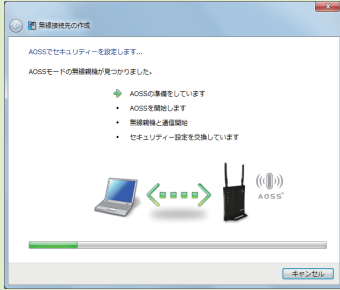 無線接続先の作成
AOSSでセキュリティーを設定します...
AOSSモードの無線親機が見つかりました。
AOSSの準備をしています
• AOSSを開始します
• 無線親機と通信開始
• セキュリティー設定を交換しています
AOSS™
キャンセル